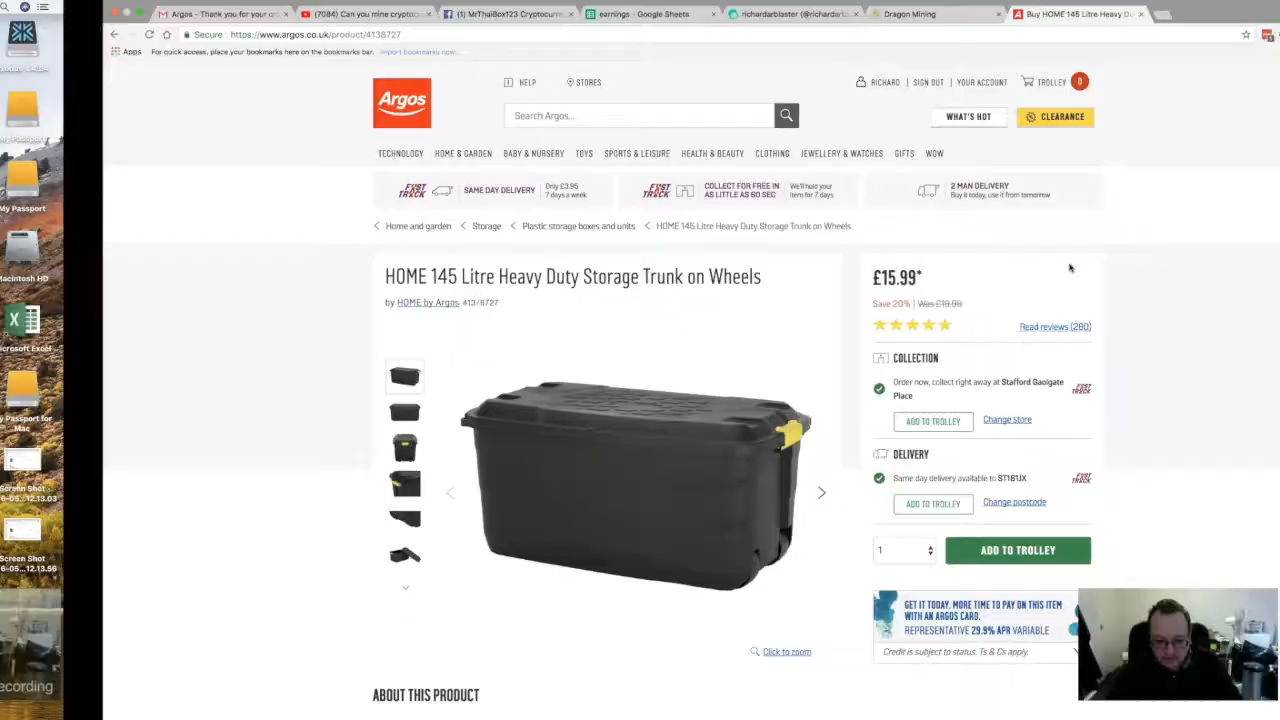 Argos - Thank you for your or
(7084) Can you mine cryptocu
(1) MrThaiBox123 Cryptocurre
earnings - Google Sheets
richardarblaster (@richardar
Dragon Mining
Buy HOME 145 Litre Heavy Du
Secure
https://www.argos.co.uk/product/4138727
Apps
For quick access, place your bookmarks here on the bookmarks bar.
Import bookmarks now...
HELP
STORES
RICHARD | SIGN OUT | YOUR ACCOUNT
TROLLEY
0
Argos
Search Argos...
WHAT'S HOT
CLEARANCE
TECHNOLOGY
HOME & GARDEN
BABY & NURSERY
TOYS
SPORTS & LEISURE
HEALTH & BEAUTY
CLOTHING
JEWELLERY & WATCHES
GIFTS
WOW
FAST TRACK
SAME DAY DELIVERY
Only £3.95
7 days a week
FAST TRACK
COLLECT FOR FREE IN
AS LITTLE AS 60 SEC
We'll hold your
item for 7 days
2 MAN DELIVERY
Buy it today, use it from tomorrow
Home and garden
Storage
Plastic storage boxes and units
HOME 145 Litre Heavy Duty Storage Trunk on Wheels
HOME 145 Litre Heavy Duty Storage Trunk on Wheels
by HOME by Argos 413/8727
£15.99*
Save 20% | Was £19.99
Read reviews (280)
COLLECTION
Order now, collect right away at Stafford Gaolgate
Place
FAST TRACK
ADD TO TROLLEY
Change store
DELIVERY
Same day delivery available to ST161JX
FAST TRACK
ADD TO TROLLEY
Change postcode
1
ADD TO TROLLEY
GET IT TODAY. MORE TIME TO PAY ON THIS ITEM
WITH AN ARGOS CARD.
REPRESENTATIVE 29.9% APR VARIABLE
Credit is subject to status. Ts & Cs apply.
Click to zoom
ABOUT THIS PRODUCT
My Passport
Macintosh HD
icrosoft Excel
y Passport for
Mac
Screen Shot
6-05...12.13.03
Screen Shot
6-05...12.13.56
ecording